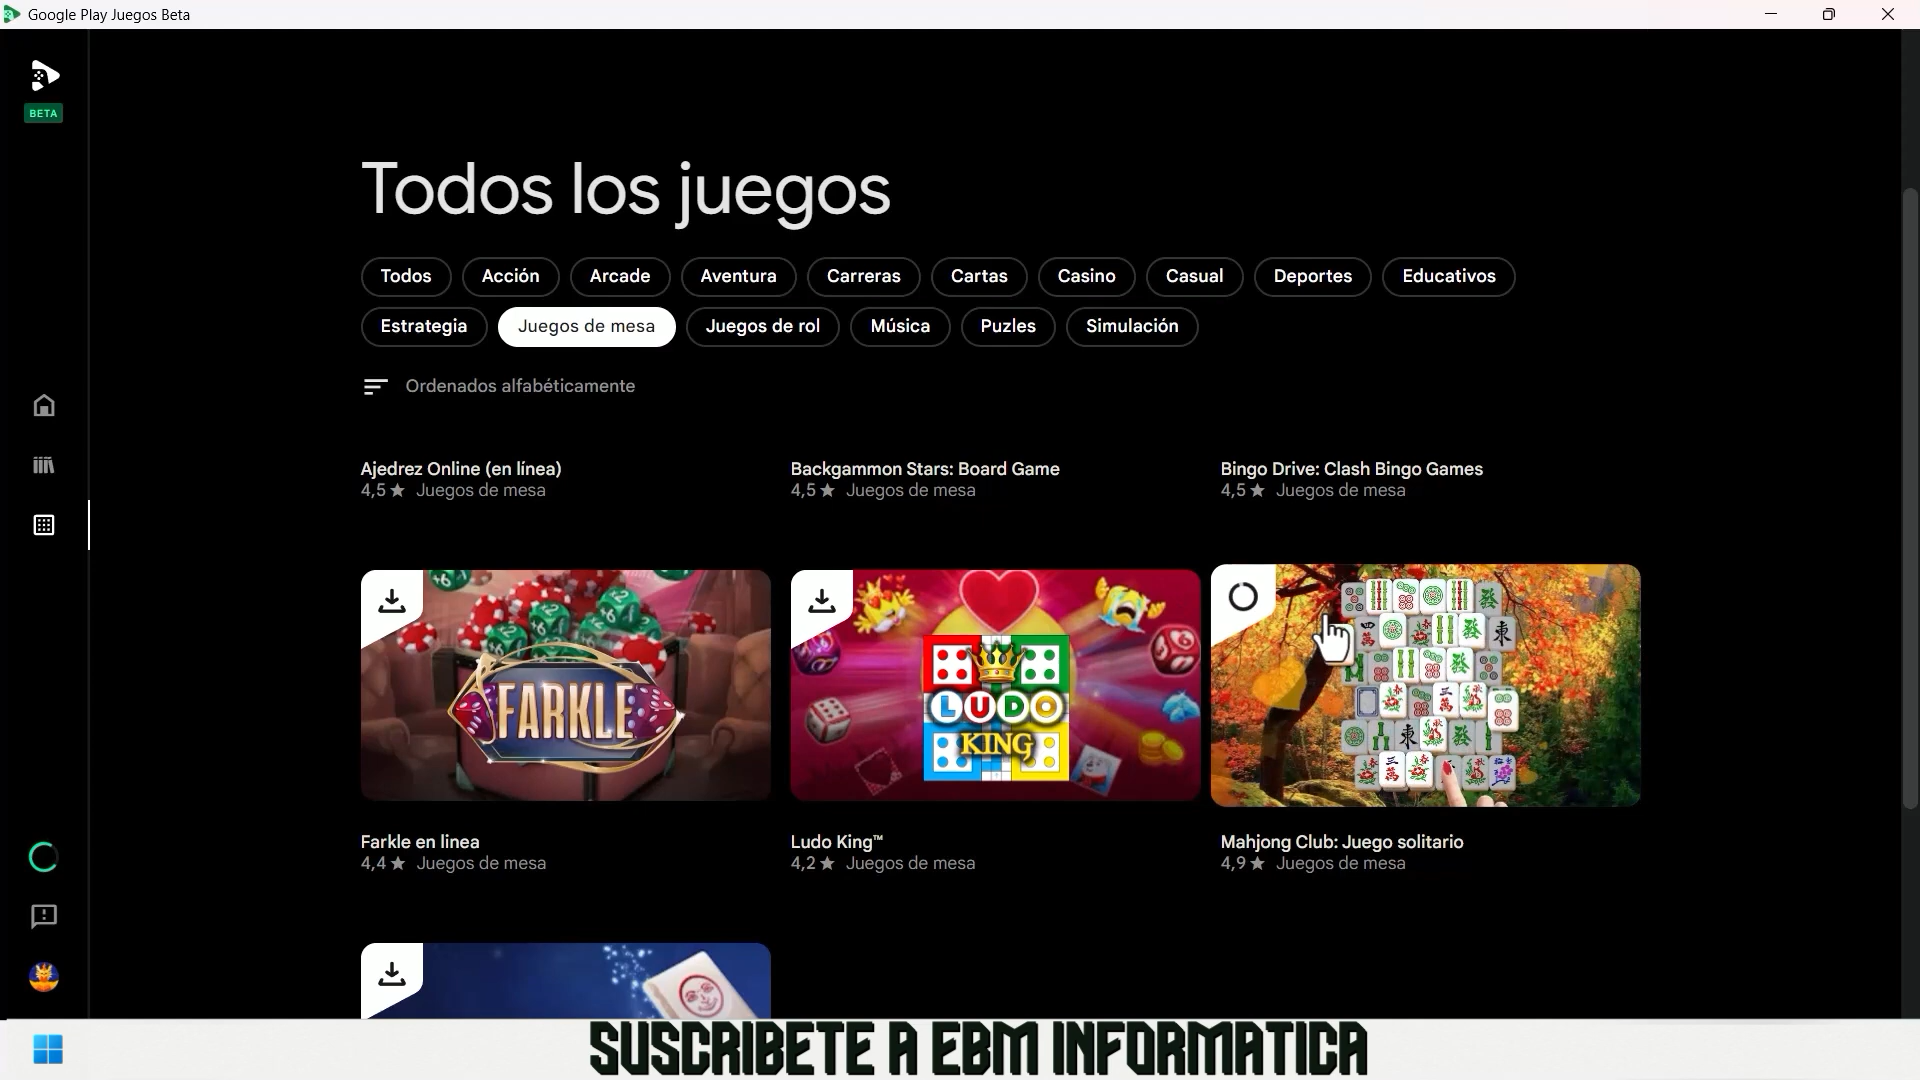 Google Play Juegos Beta
BETA
Todos los juegos
Todos Acción Arcade Aventura Carreras Cartas Casino Casual Deportes Educativos
Estrategia Juegos de mesa Juegos de rol Música Puzles Simulación
Ordenados alfabéticamente
Ajedrez Online (en línea) Backgammon Stars: Board Game Bingo Drive: Clash Bingo Games
4,5★ Juegos de mesa 4,5★ Juegos de mesa 4,5★ Juegos de mesa
FARKLE
LUDO
KING
Farkle en linea Ludo King™ Mahjong Club: Juego solitario
4,4★ Juegos de mesa 4,2★ Juegos de mesa 4,9★ Juegos de mesa
SUSCRIBETE A EBM INFORMATICA